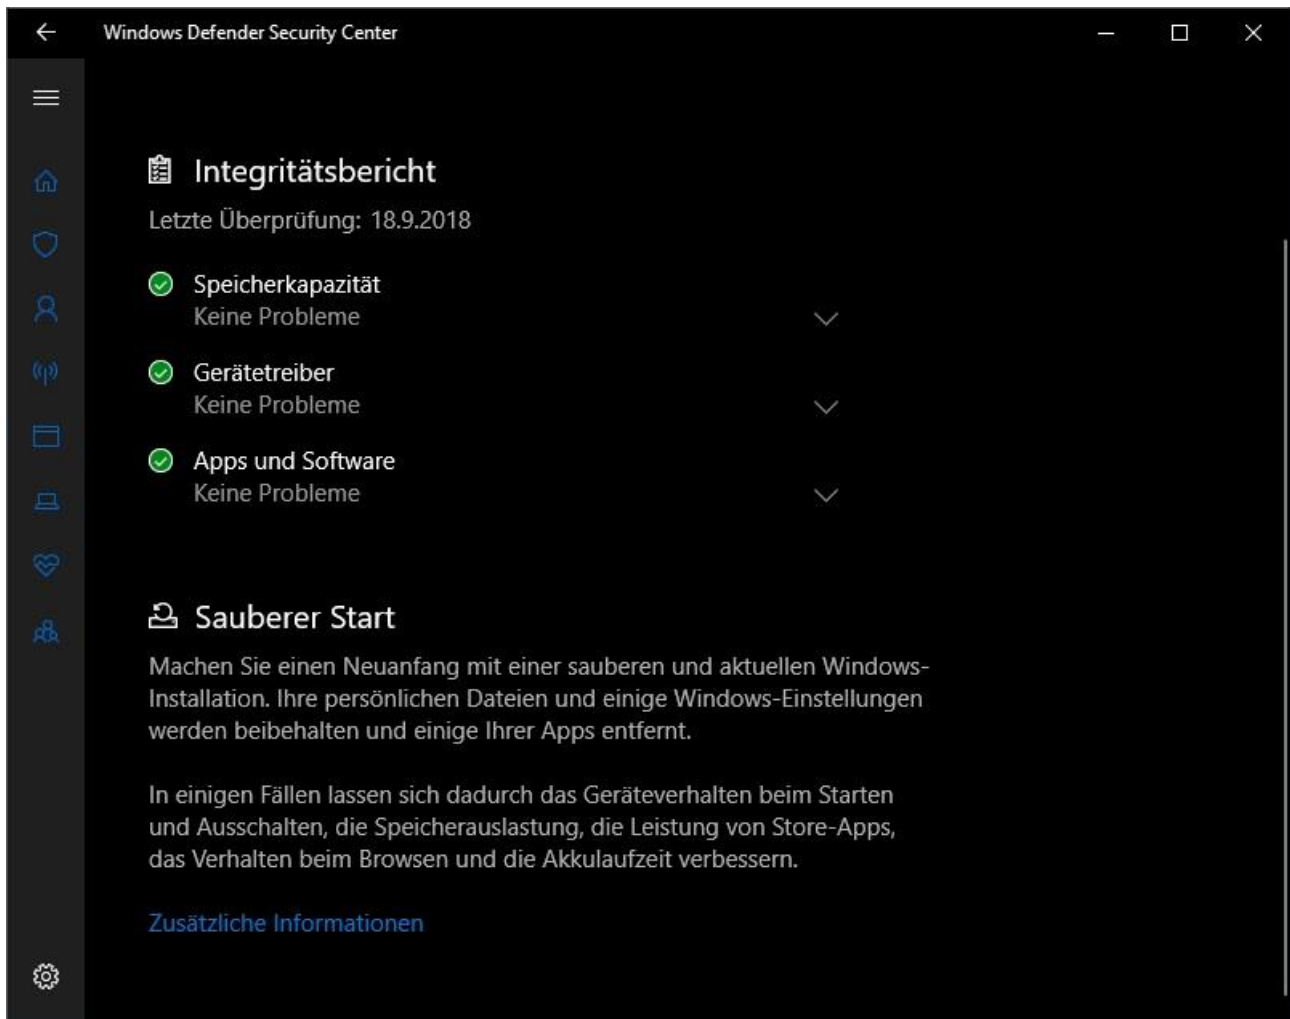 Windows Defender Security Center
Integritätsbericht
Letzte Überprüfung: 18.9.2018
Speicherkapazität
Keine Probleme
Gerätetreiber
Keine Probleme
Apps und Software
Keine Probleme
Sauberer Start
Machen Sie einen Neuanfang mit einer sauberen und aktuellen Windows-
Installation. Ihre persönlichen Dateien und einige Windows-Einstellungen
werden beibehalten und einige Ihrer Apps entfernt.
In einigen Fällen lassen sich dadurch das Geräteverhalten beim Starten
und Ausschalten, die Speicherauslastung, die Leistung von Store-Apps,
das Verhalten beim Browsen und die Akkulaufzeit verbessern.
Zusätzliche Informationen